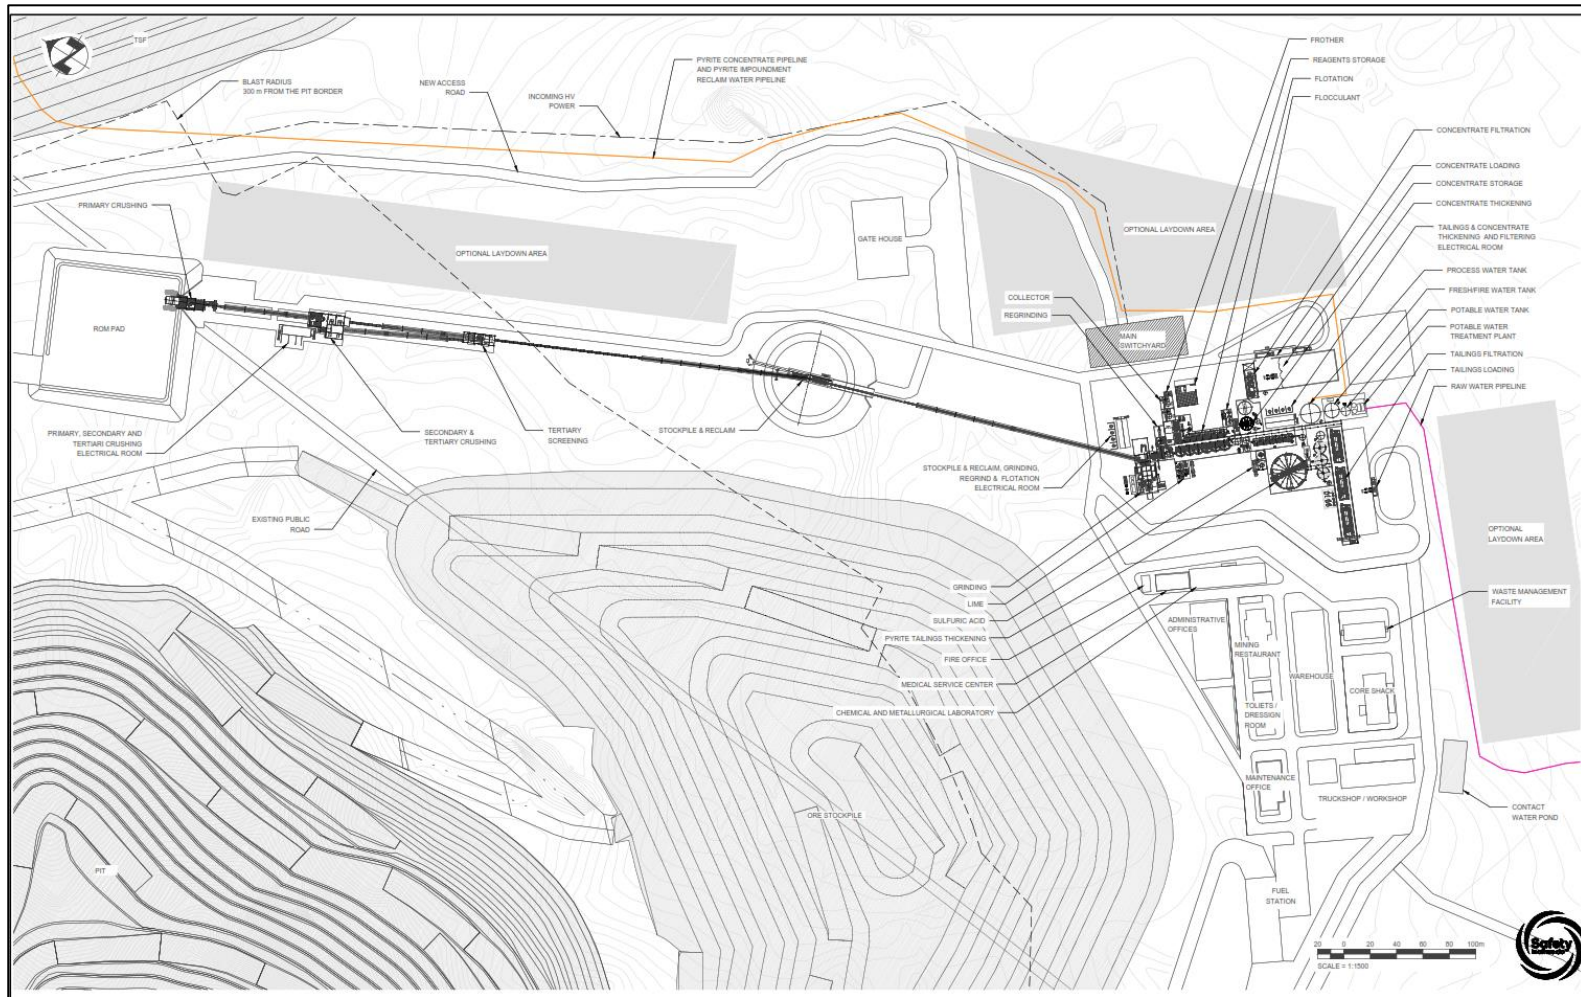 TSF
BLAST RADIUS
300 m FROM THE PIT BORDER
NEW ACCESS
ROAD
INCOMING HV
POWER
PYRITE CONCENTRATE PIPELINE
AND PYRITE IMPOUNDMENT
RECLAIM WATER PIPELINE
FROTHER
REAGENTS STORAGE
FLOTATION
FLOCCULANT
CONCENTRATE FILTRATION
CONCENTRATE LOADING
CONCENTRATE STORAGE
CONCENTRATE THICKENING
TAILINGS & CONCENTRATE
THICKENING AND FILTERING
ELECTRICAL ROOM
PROCESS WATER TANK
FRESH/FIRE WATER TANK
POTABLE WATER TANK
POTABLE WATER
TREATMENT PLANT
TAILINGS FILTRATION
TAILINGS LOADING
RAW WATER PIPELINE
PRIMARY CRUSHING
OPTIONAL LAYDOWN AREA
GATE HOUSE
OPTIONAL LAYDOWN AREA
COLLECTOR
REGRINDING
MAIN
SWITCHYARD
ROM PAD
PRIMARY, SECONDARY AND
TERTIARI CRUSHING
ELECTRICAL ROOM
SECONDARY &
TERTIARY CRUSHING
TERTIARY
SCREENING
STOCKPILE & RECLAIM
STOCKPILE & RECLAIM, GRINDING,
REGRIND & FLOTATION
ELECTRICAL ROOM
EXISTING PUBLIC
ROAD
OPTIONAL
LAYDOWN AREA
GRINDING
LIME
SULFURIC ACID
PYRITE TAILINGS THICKENING
FIRE OFFICE
MEDICAL SERVICE CENTER
CHEMICAL AND METALLURGICAL LABORATORY
WASTE MANAGEMENT
FACILITY
ADMINISTRATIVE
OFFICES
MINING
RESTAURANT
WAREHOUSE
CORE SHACK
TOLIETS /
DRESSIGN
ROOM
MAINTENANCE
OFFICE
TRUCKSHOP / WORKSHOP
CONTACT
WATER POND
ORE STOCKPILE
PIT
FUEL
STATION
20 0 20 40 60 80 100m
SCALE = 1:1500
Safety